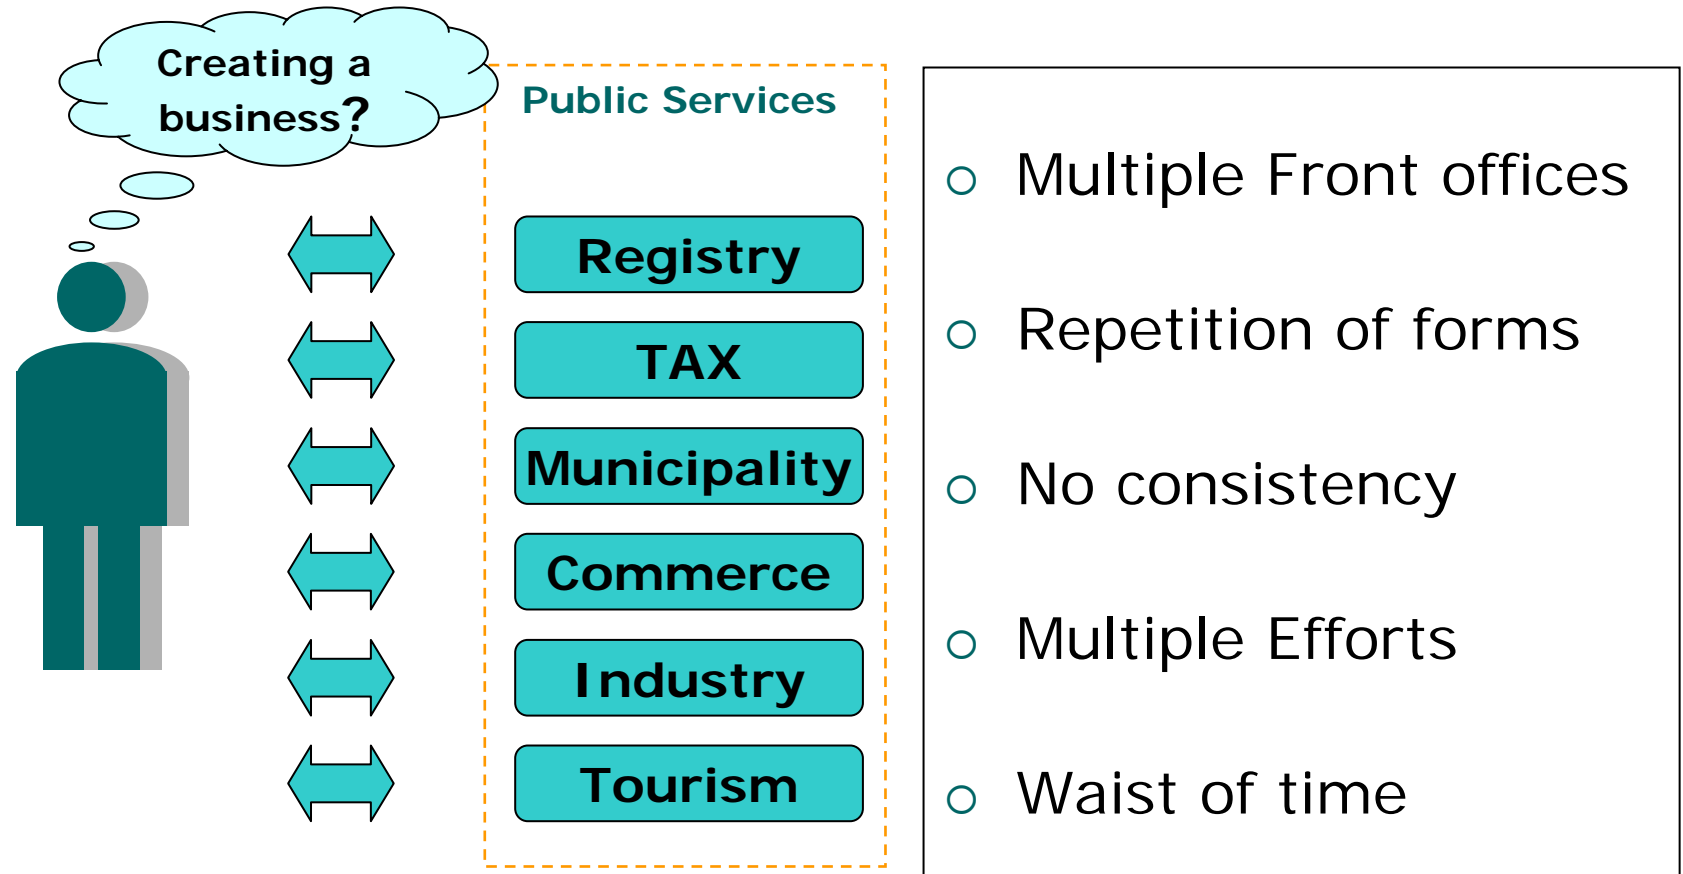 Creating a
business?
Public Services
Registry
TAX
Municipality
Commerce
Industry
Tourism
Multiple Front offices
Repetition of forms
No consistency
Multiple Efforts
Waist of time